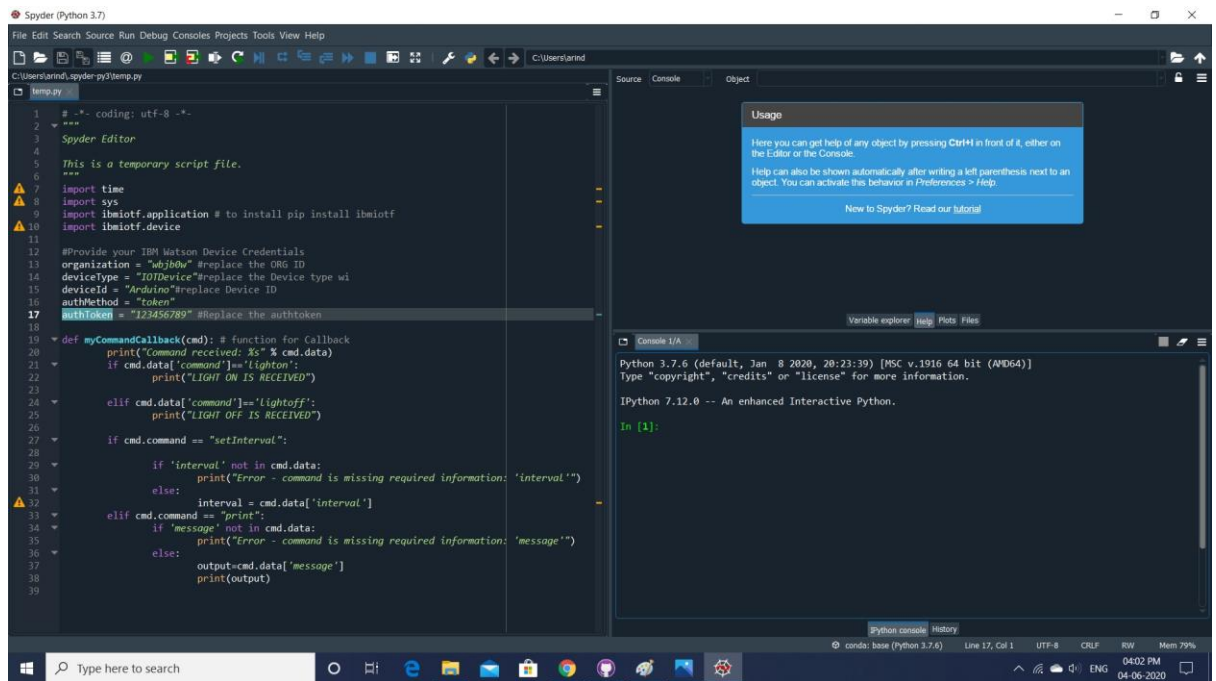 Spyder (Python 3.7)
File Edit Search Source Run Debug Consoles Projects Tools View Help
C:\Users\arind
C:\Users\arind\.spyder-py3\temp.py
temp.py
1 # -*- coding: utf-8 -*-
2 """
3 Spyder Editor
4
5 This is a temporary script file.
6 """
7 import time
8 import sys
9 import ibmiotf.application # to install pip install ibmiotf
10 import ibmiotf.device
11
12 #Provide your IBM Watson Device Credentials
13 organization = "wbjb0w" #replace the ORG ID
14 deviceType = "IOTDevice"#replace the Device type wi
15 deviceId = "Arduino"#replace Device ID
16 authMethod = "token"
17 authToken = "123456789" #Replace the authtoken
18
19 def myCommandCallback(cmd): # function for Callback
20 print("Command received: %s" % cmd.data)
21 if cmd.data['command']=='lighton':
22 print("LIGHT ON IS RECEIVED")
23
24 elif cmd.data['command']=='lightoff':
25 print("LIGHT OFF IS RECEIVED")
26
27 if cmd.command == "setInterval":
28
29 if 'interval' not in cmd.data:
30 print("Error - command is missing required information: 'interval'")
31 else:
32 interval = cmd.data['interval']
33 elif cmd.command == "print":
34 if 'message' not in cmd.data:
35 print("Error - command is missing required information: 'message'")
36 else:
37 output=cmd.data['message']
38 print(output)
39
Source Console Object
Usage
Here you can get help of any object by pressing Ctrl+I in front of it, either on
the Editor or the Console.
Help can also be shown automatically after writing a left parenthesis next to an
object. You can activate this behavior in Preferences > Help.
New to Spyder? Read our tutorial
Variable explorer Help Plots Files
Console 1/A
Python 3.7.6 (default, Jan 8 2020, 20:23:39) [MSC v.1916 64 bit (AMD64)]
Type "copyright", "credits" or "license" for more information.
IPython 7.12.0 -- An enhanced Interactive Python.
In [1]:
IPython console History
conda: base (Python 3.7.6) Line 17, Col 1 UTF-8 CRLF RW Mem 79%
Type here to search
ENG
04:02 PM
04-06-2020